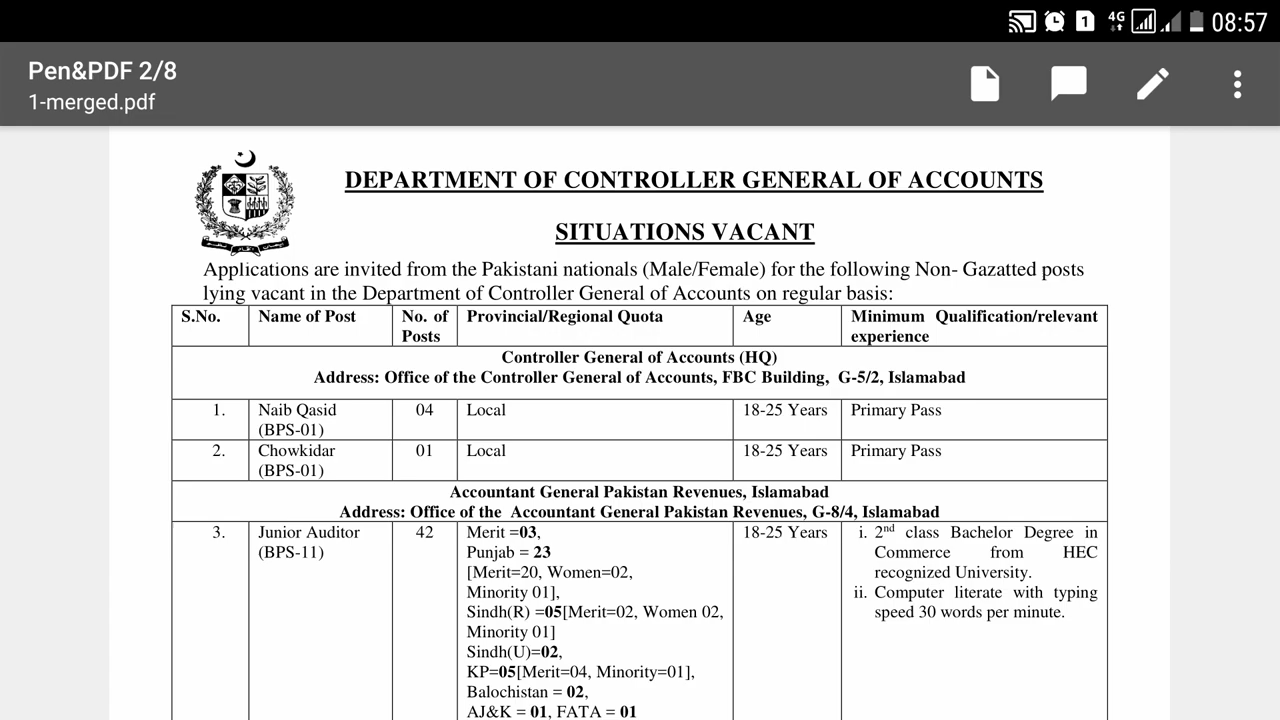 4G 1 08:57
Pen&PDF 2/8
1-merged.pdf
DEPARTMENT OF CONTROLLER GENERAL OF ACCOUNTS
SITUATIONS VACANT
Applications are invited from the Pakistani nationals (Male/Female) for the following Non- Gazatted posts
lying vacant in the Department of Controller General of Accounts on regular basis:
S.No. Name of Post No. of Posts Provincial/Regional Quota Age Minimum Qualification/relevant experience
Controller General of Accounts (HQ)
Address: Office of the Controller General of Accounts, FBC Building, G-5/2, Islamabad
1. Naib Qasid (BPS-01) 04 Local 18-25 Years Primary Pass
2. Chowkidar (BPS-01) 01 Local 18-25 Years Primary Pass
Accountant General Pakistan Revenues, Islamabad
Address: Office of the Accountant General Pakistan Revenues, G-8/4, Islamabad
3. Junior Auditor (BPS-11) 42
Merit =03,
Punjab = 23
[Merit=20, Women=02,
Minority 01],
Sindh(R) =05[Merit=02, Women 02,
Minority 01]
Sindh(U)=02,
KP=05[Merit=04, Minority=01],
Balochistan = 02,
AJ&K = 01, FATA = 01
18-25 Years
i. 2nd class Bachelor Degree in
Commerce from HEC
recognized University.
ii. Computer literate with typing
speed 30 words per minute.